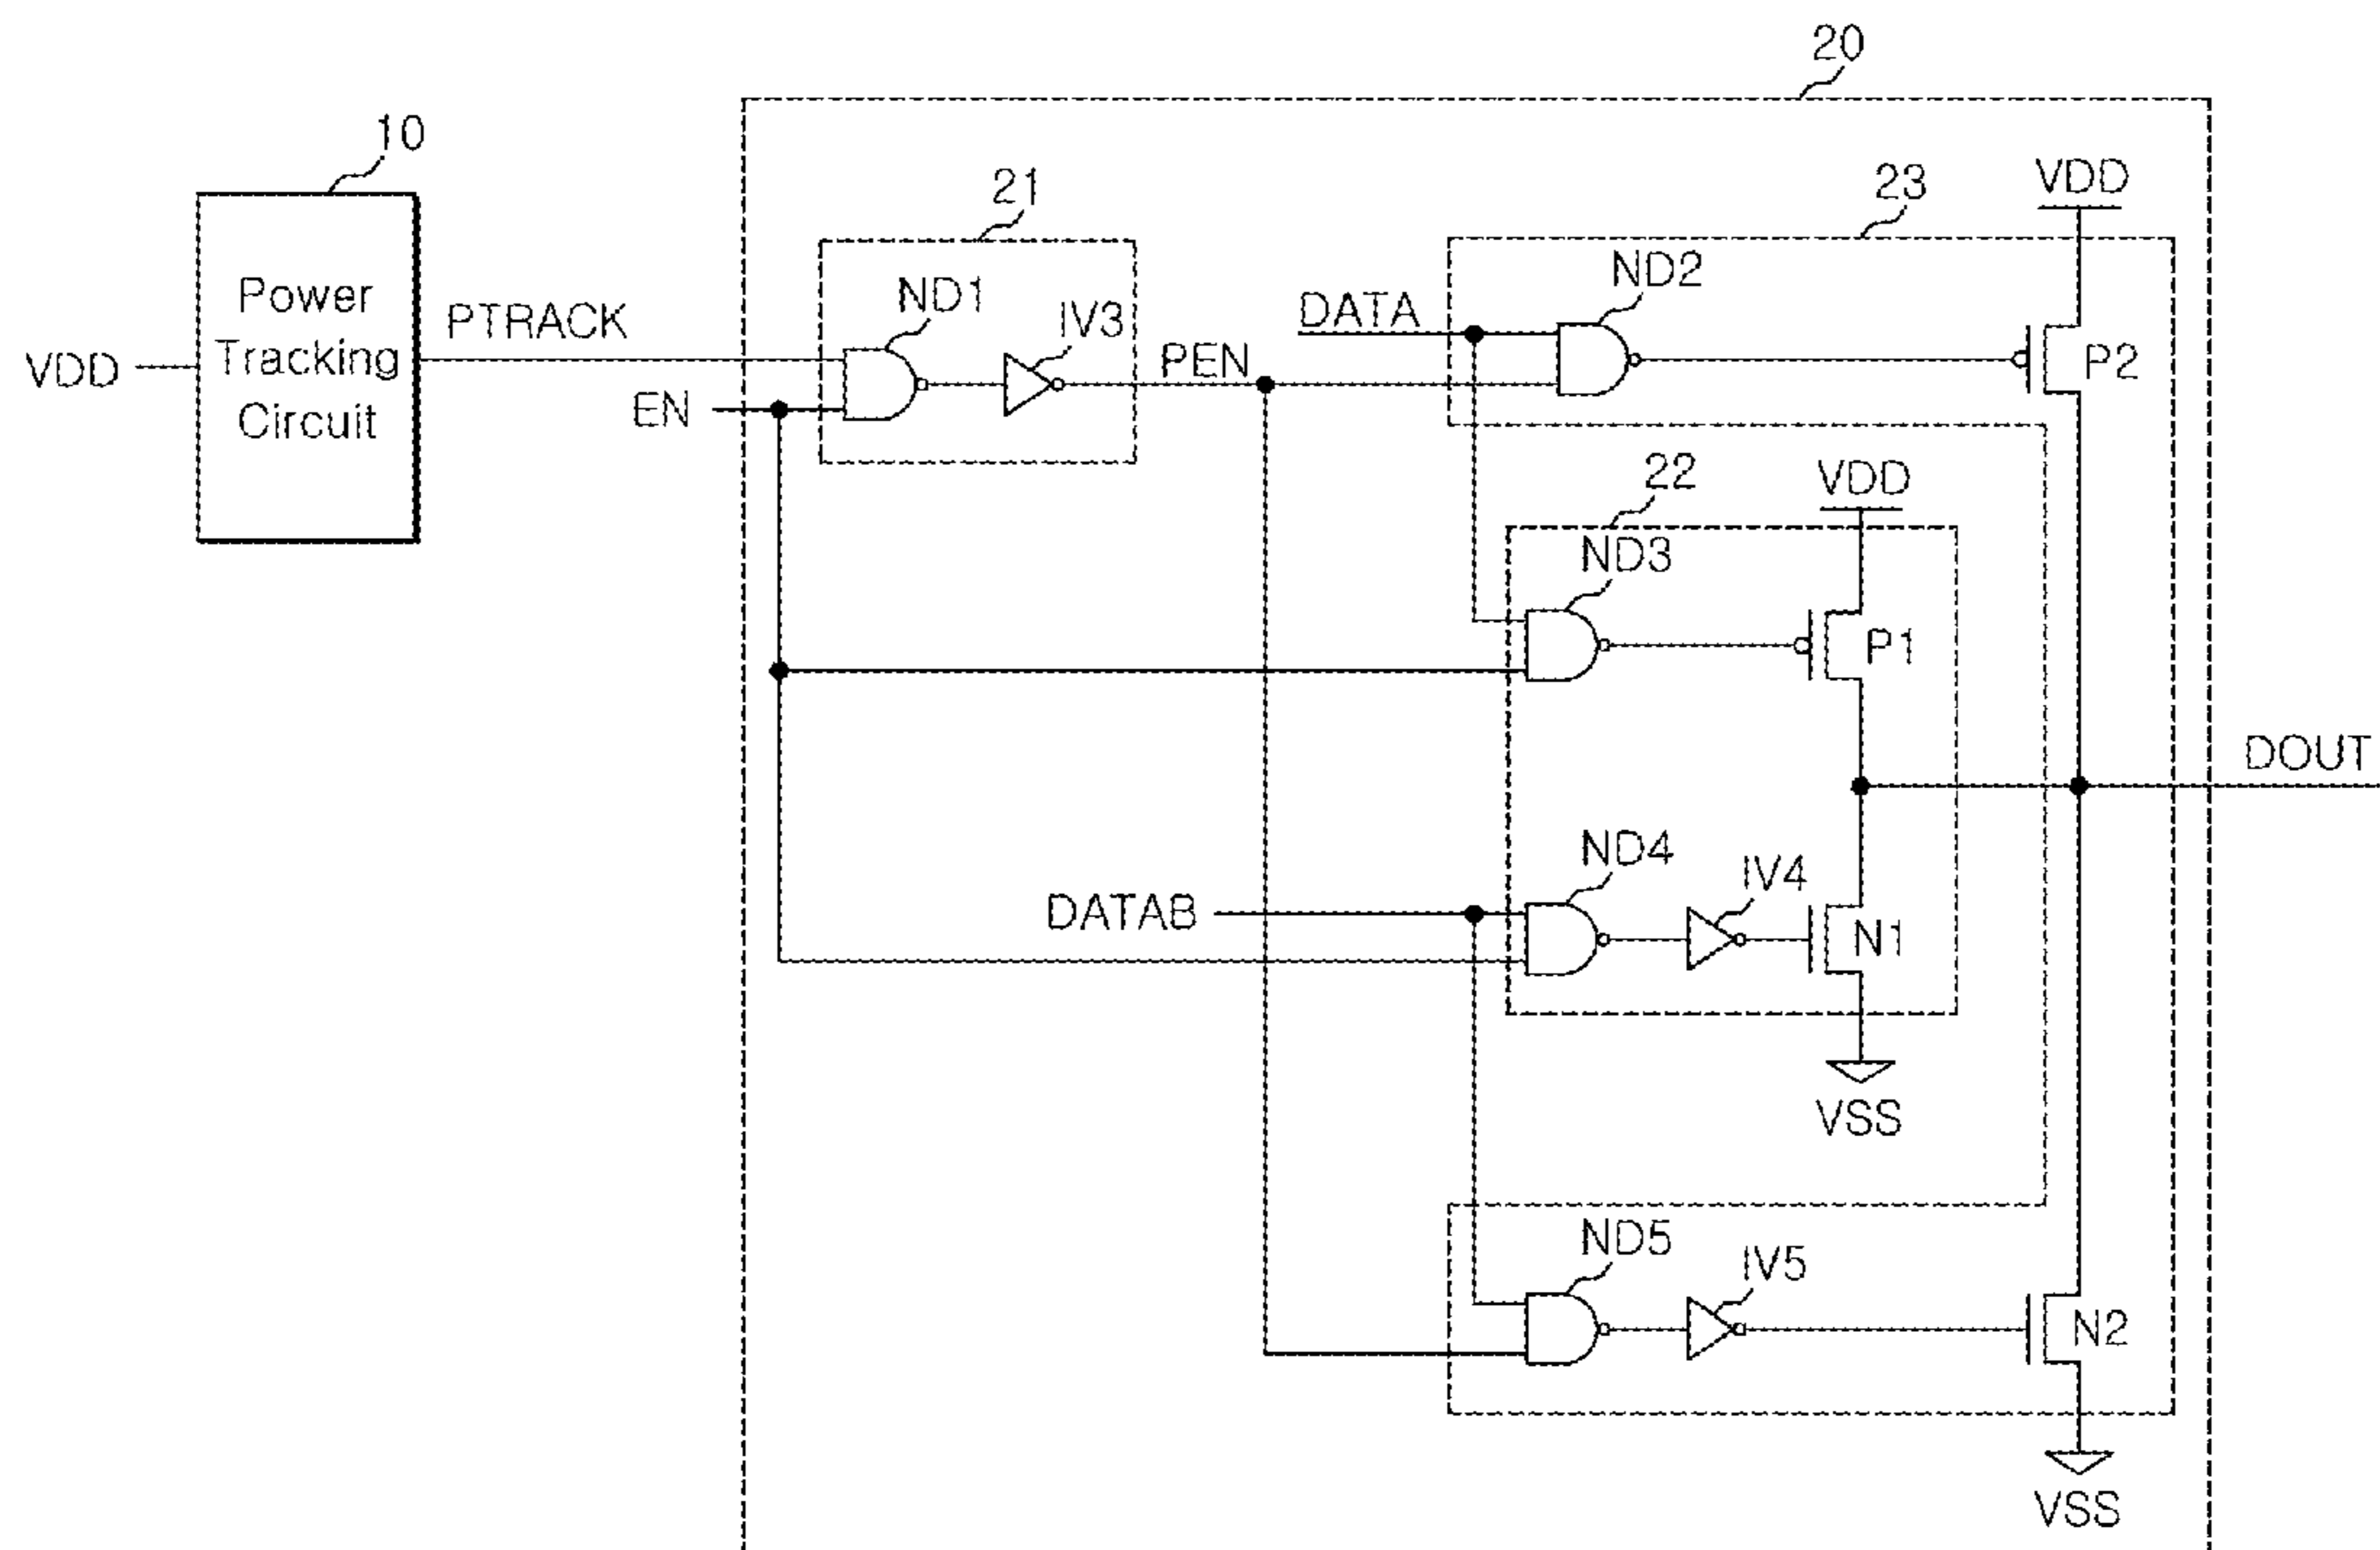 20
10
21
23
VDD
ND1
IV3
ND2
Power
Tracking
Circuit
PTRACK
DATA
VDD
PEN
P2
EN
22
VDD
ND3
P1
DOUT
ND4
IV4
DATAB
N1
VSS
ND5
IV5
N2
VSS